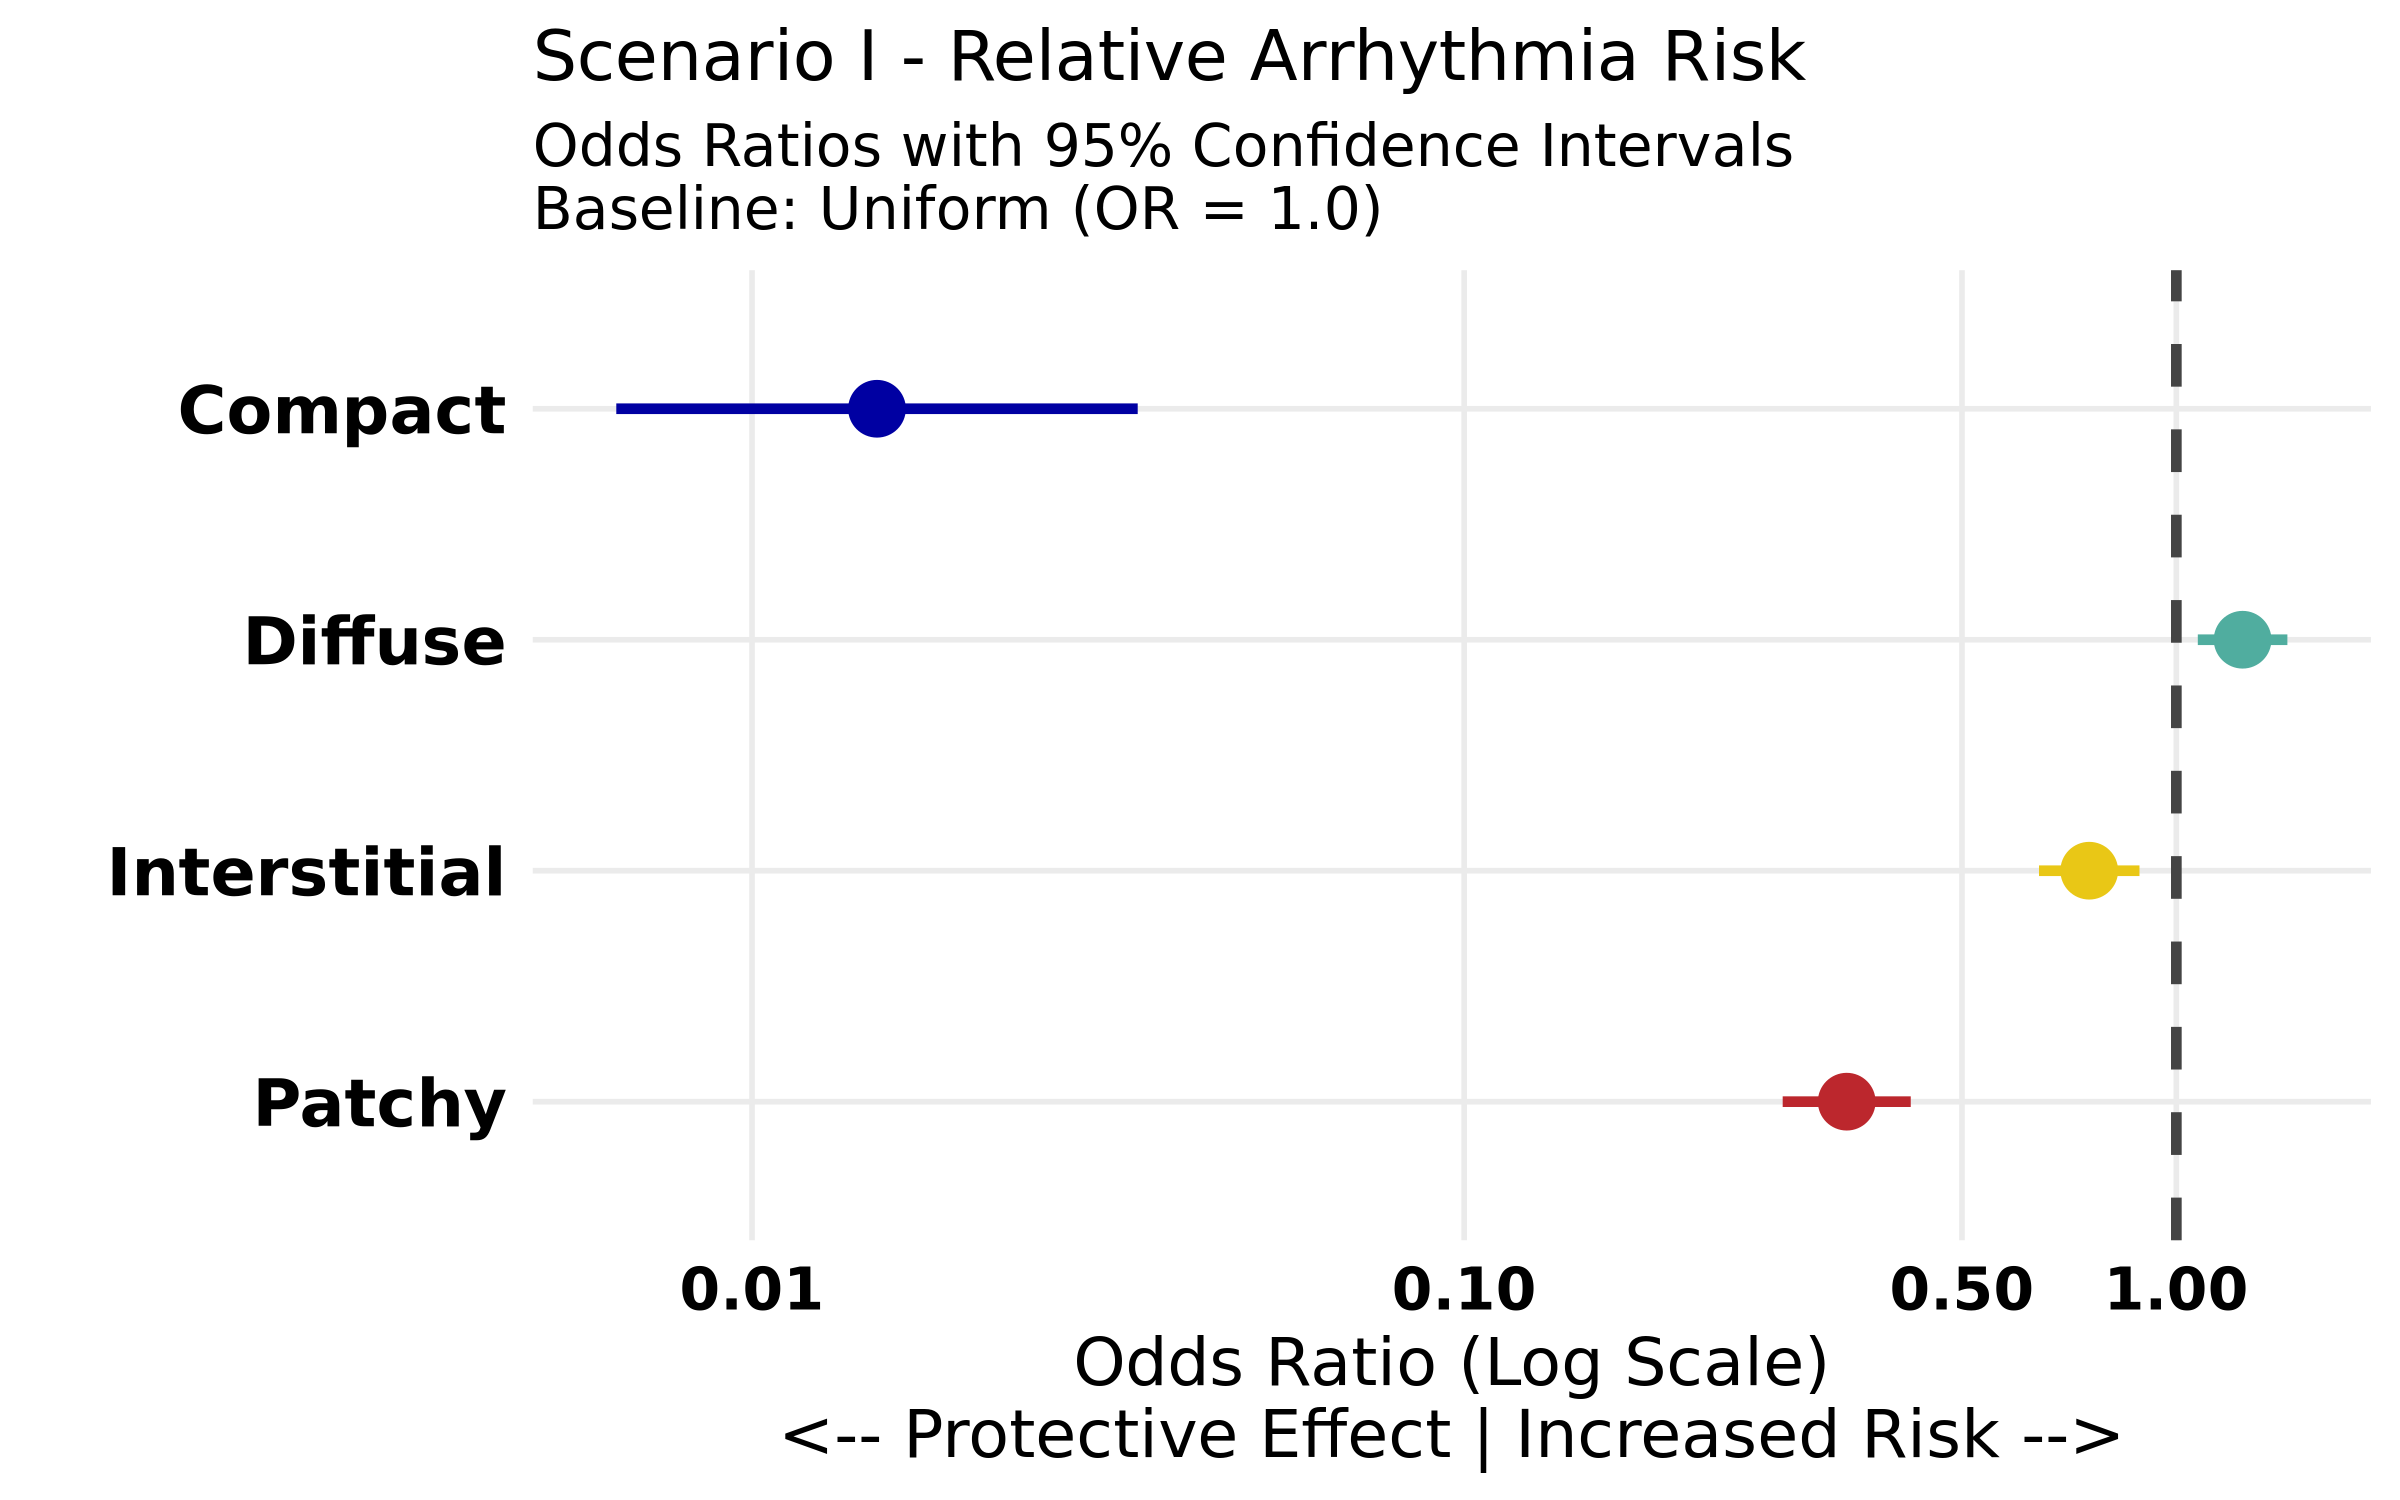 Scenario I - Relative Arrhythmia Risk
Odds Ratios with 95% Confidence Intervals
Baseline: Uniform (OR = 1.0)
Compact
Diffuse
Interstitial
Patchy
0.01 0.10 0.50 1.00
Odds Ratio (Log Scale)
<-- Protective Effect | Increased Risk -->